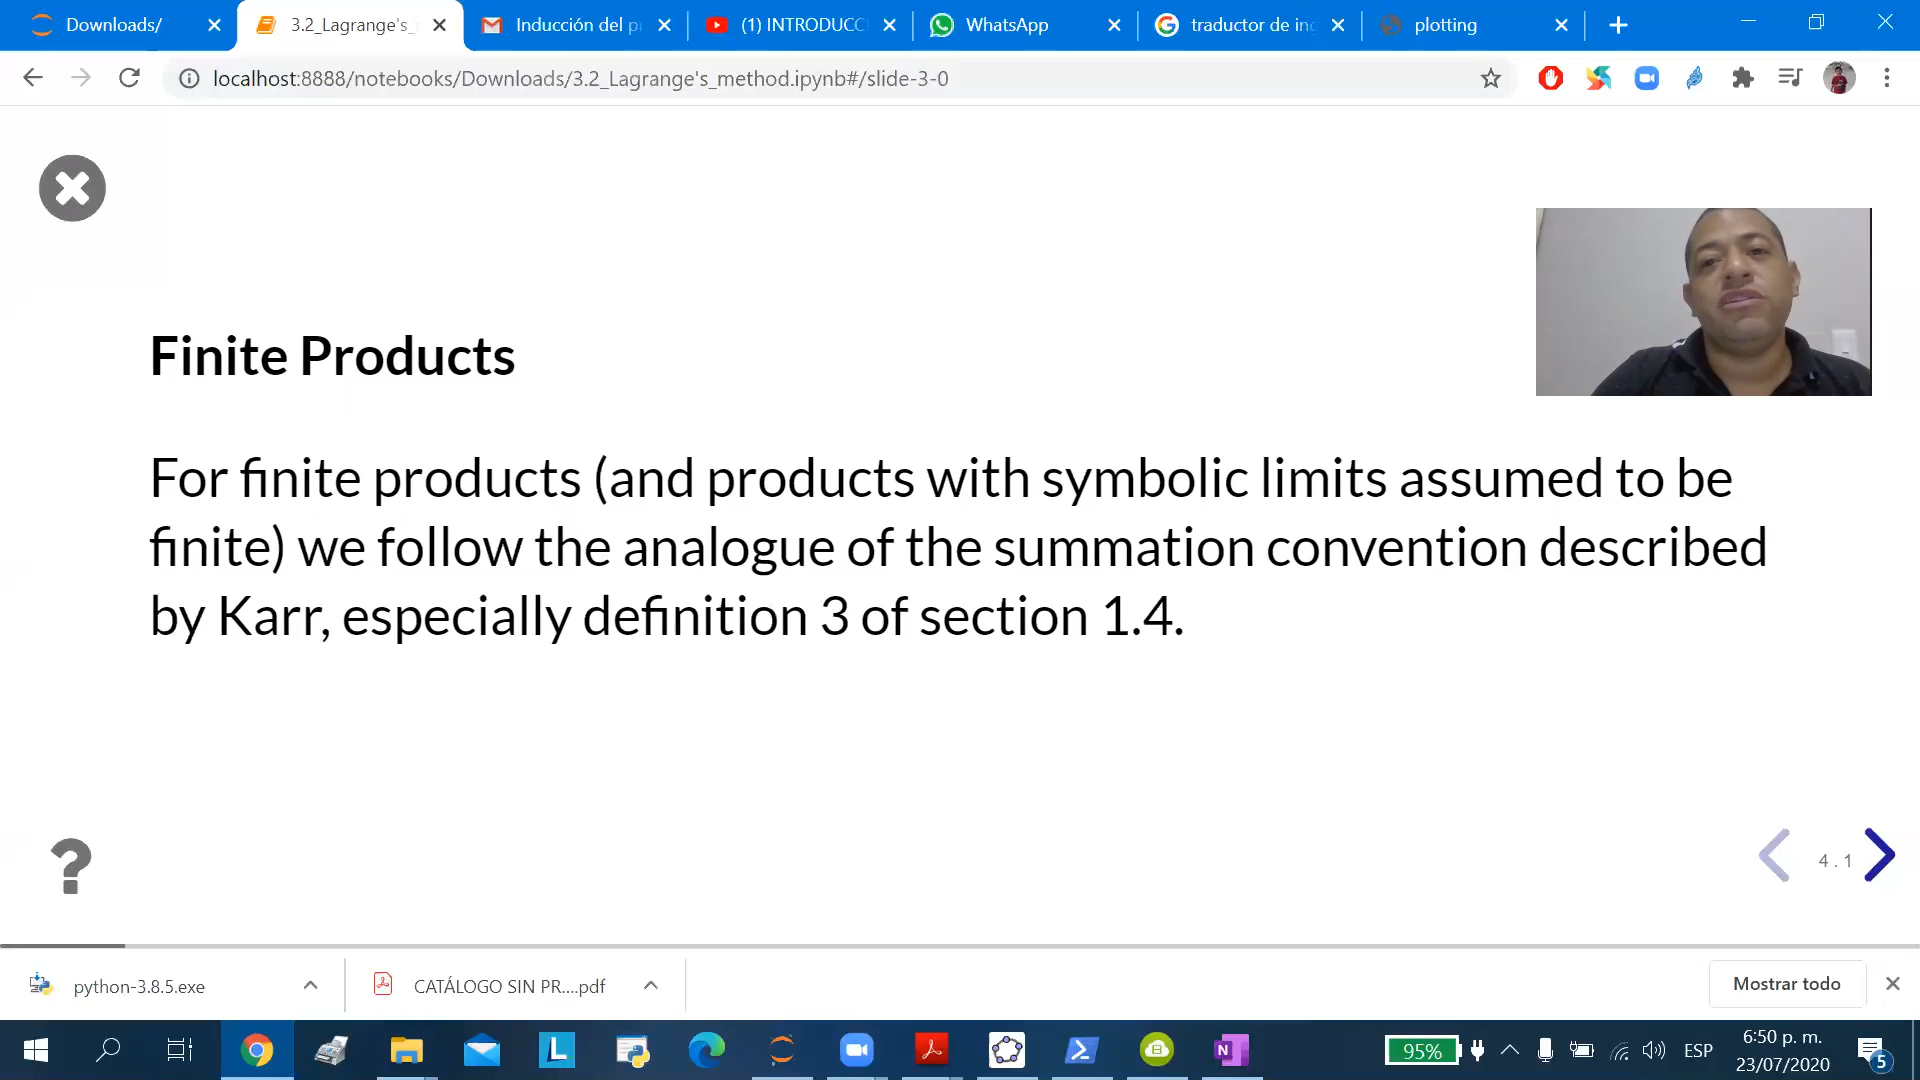 Downloads/
3.2_Lagrange's_
Inducción del p
(1) INTRODUCC
WhatsApp
traductor de in
plotting
localhost:8888/notebooks/Downloads/3.2_Lagrange's_method.ipynb#/slide-3-0
Finite Products
For finite products (and products with symbolic limits assumed to be
finite) we follow the analogue of the summation convention described
by Karr, especially definition 3 of section 1.4.
?
4 . 1
python-3.8.5.exe
CATÁLOGO SIN PR....pdf
Mostrar todo
95%
ESP
6:50 p. m.
23/07/2020
5